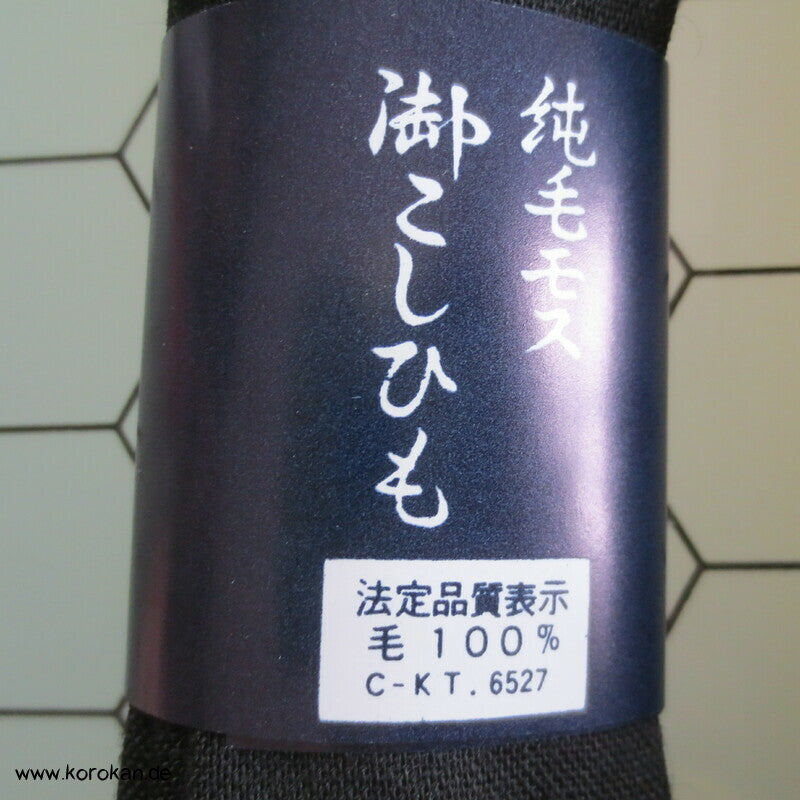 純毛モス
御こしひも
法定品質表示
毛 100%
C-KT.6527
www.korokan.de